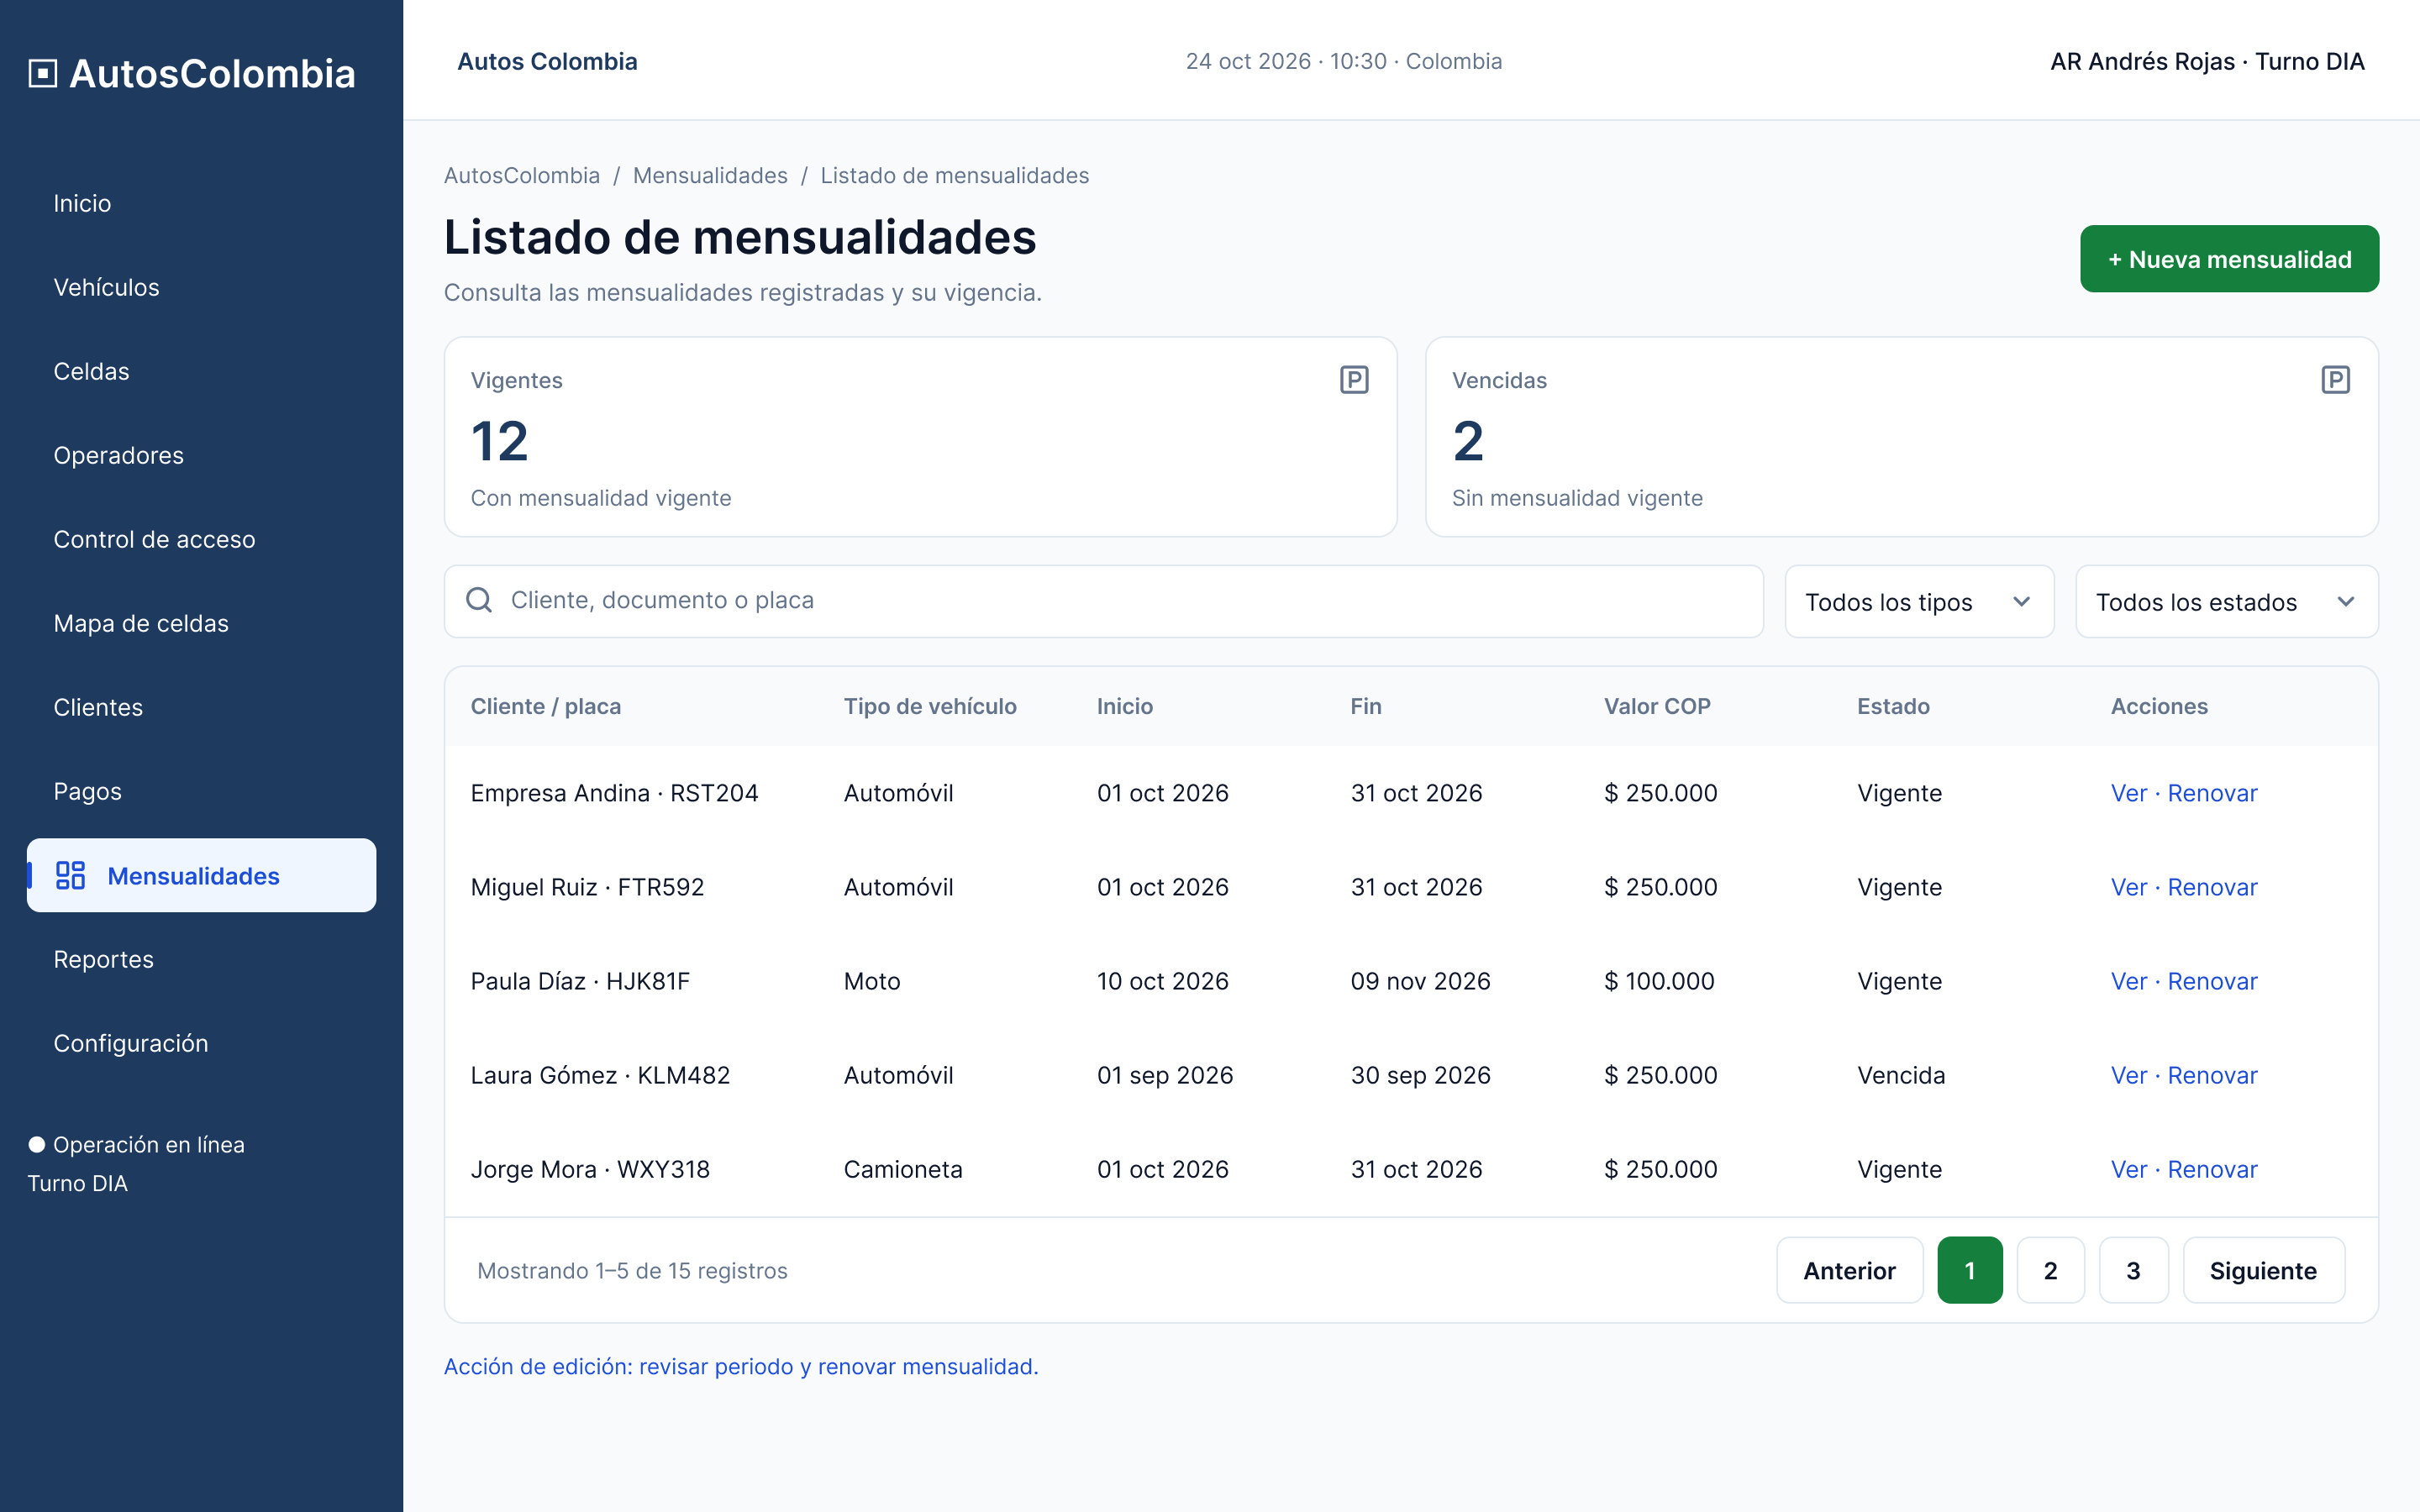 AutosColombia
Inicio
Vehículos
Celdas
Operadores
Control de acceso
Mapa de celdas
Clientes
Pagos
Mensualidades
Reportes
Configuración
Operación en línea
Turno DIA
Autos Colombia
24 oct 2026 · 10:30 · Colombia
AR Andrés Rojas · Turno DIA
AutosColombia / Mensualidades / Listado de mensualidades
Listado de mensualidades
Consulta las mensualidades registradas y su vigencia.
+ Nueva mensualidad
Vigentes
P
12
Con mensualidad vigente
Vencidas
P
2
Sin mensualidad vigente
Cliente, documento o placa
Todos los tipos
Todos los estados
Cliente / placa Tipo de vehículo Inicio Fin Valor COP Estado Acciones
Empresa Andina · RST204 Automóvil 01 oct 2026 31 oct 2026 $ 250.000 Vigente Ver · Renovar
Miguel Ruiz · FTR592 Automóvil 01 oct 2026 31 oct 2026 $ 250.000 Vigente Ver · Renovar
Paula Díaz · HJK81F Moto 10 oct 2026 09 nov 2026 $ 100.000 Vigente Ver · Renovar
Laura Gómez · KLM482 Automóvil 01 sep 2026 30 sep 2026 $ 250.000 Vencida Ver · Renovar
Jorge Mora · WXY318 Camioneta 01 oct 2026 31 oct 2026 $ 250.000 Vigente Ver · Renovar
Mostrando 1–5 de 15 registros
Anterior 1 2 3 Siguiente
Acción de edición: revisar periodo y renovar mensualidad.